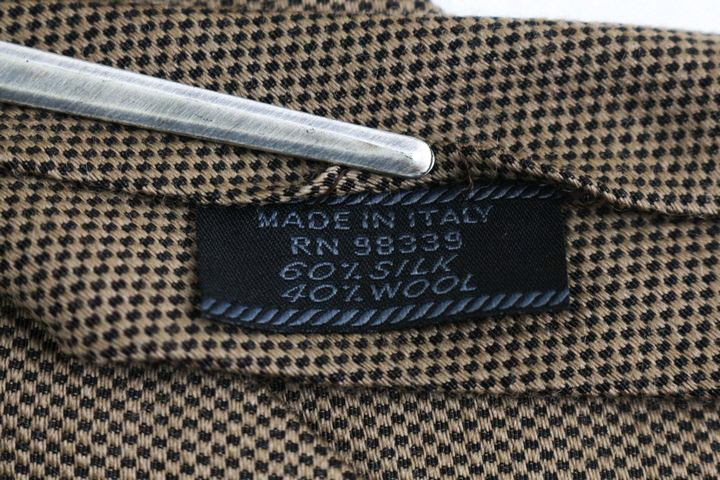 MADE IN ITALY
RN 98339
60% SILK
40% WOOL